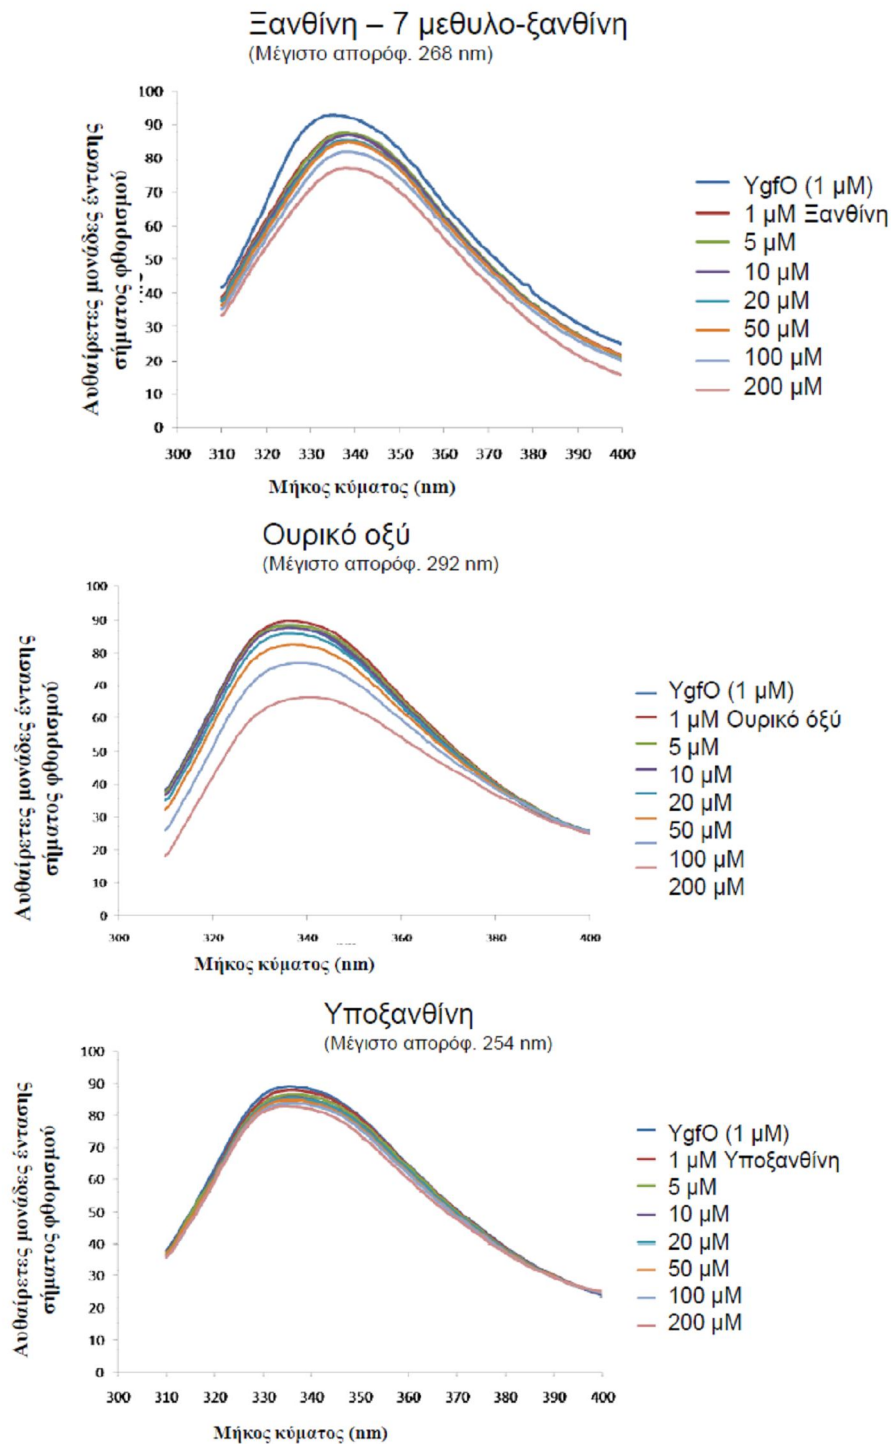 Ξανθίνη – 7 μεθυλο-ξανθίνη
(Μέγιστο απορόφ. 268 nm)
Αυθαίρετες μονάδες έντασης
σήματος φθορισμού
100
90
80
70
60
50
40
30
20
10
0
300 310 320 330 340 350 360 370 380 390 400
Μήκος κύματος (nm)
YgfO (1 μM)
1 μM Ξανθίνη
5 μM
10 μM
20 μM
50 μM
100 μM
200 μM
Ουρικό οξύ
(Μέγιστο απορόφ. 292 nm)
Αυθαίρετες μονάδες έντασης
σήματος φθορισμού
100
90
80
70
60
50
40
30
20
10
0
300 320 340 360 380 400
Μήκος κύματος (nm)
YgfO (1 μM)
1 μM Ουρικό όξύ
5 μM
10 μM
20 μM
50 μM
100 μM
200 μM
Υποξανθίνη
(Μέγιστο απορόφ. 254 nm)
Αυθαίρετες μονάδες έντασης
σήματος φθορισμού
100
90
80
70
60
50
40
30
20
10
0
300 310 320 330 340 350 360 370 380 390 400
Μήκος κύματος (nm)
YgfO (1 μM)
1 μM Υποξανθίνη
5 μM
10 μM
20 μM
50 μM
100 μM
200 μM